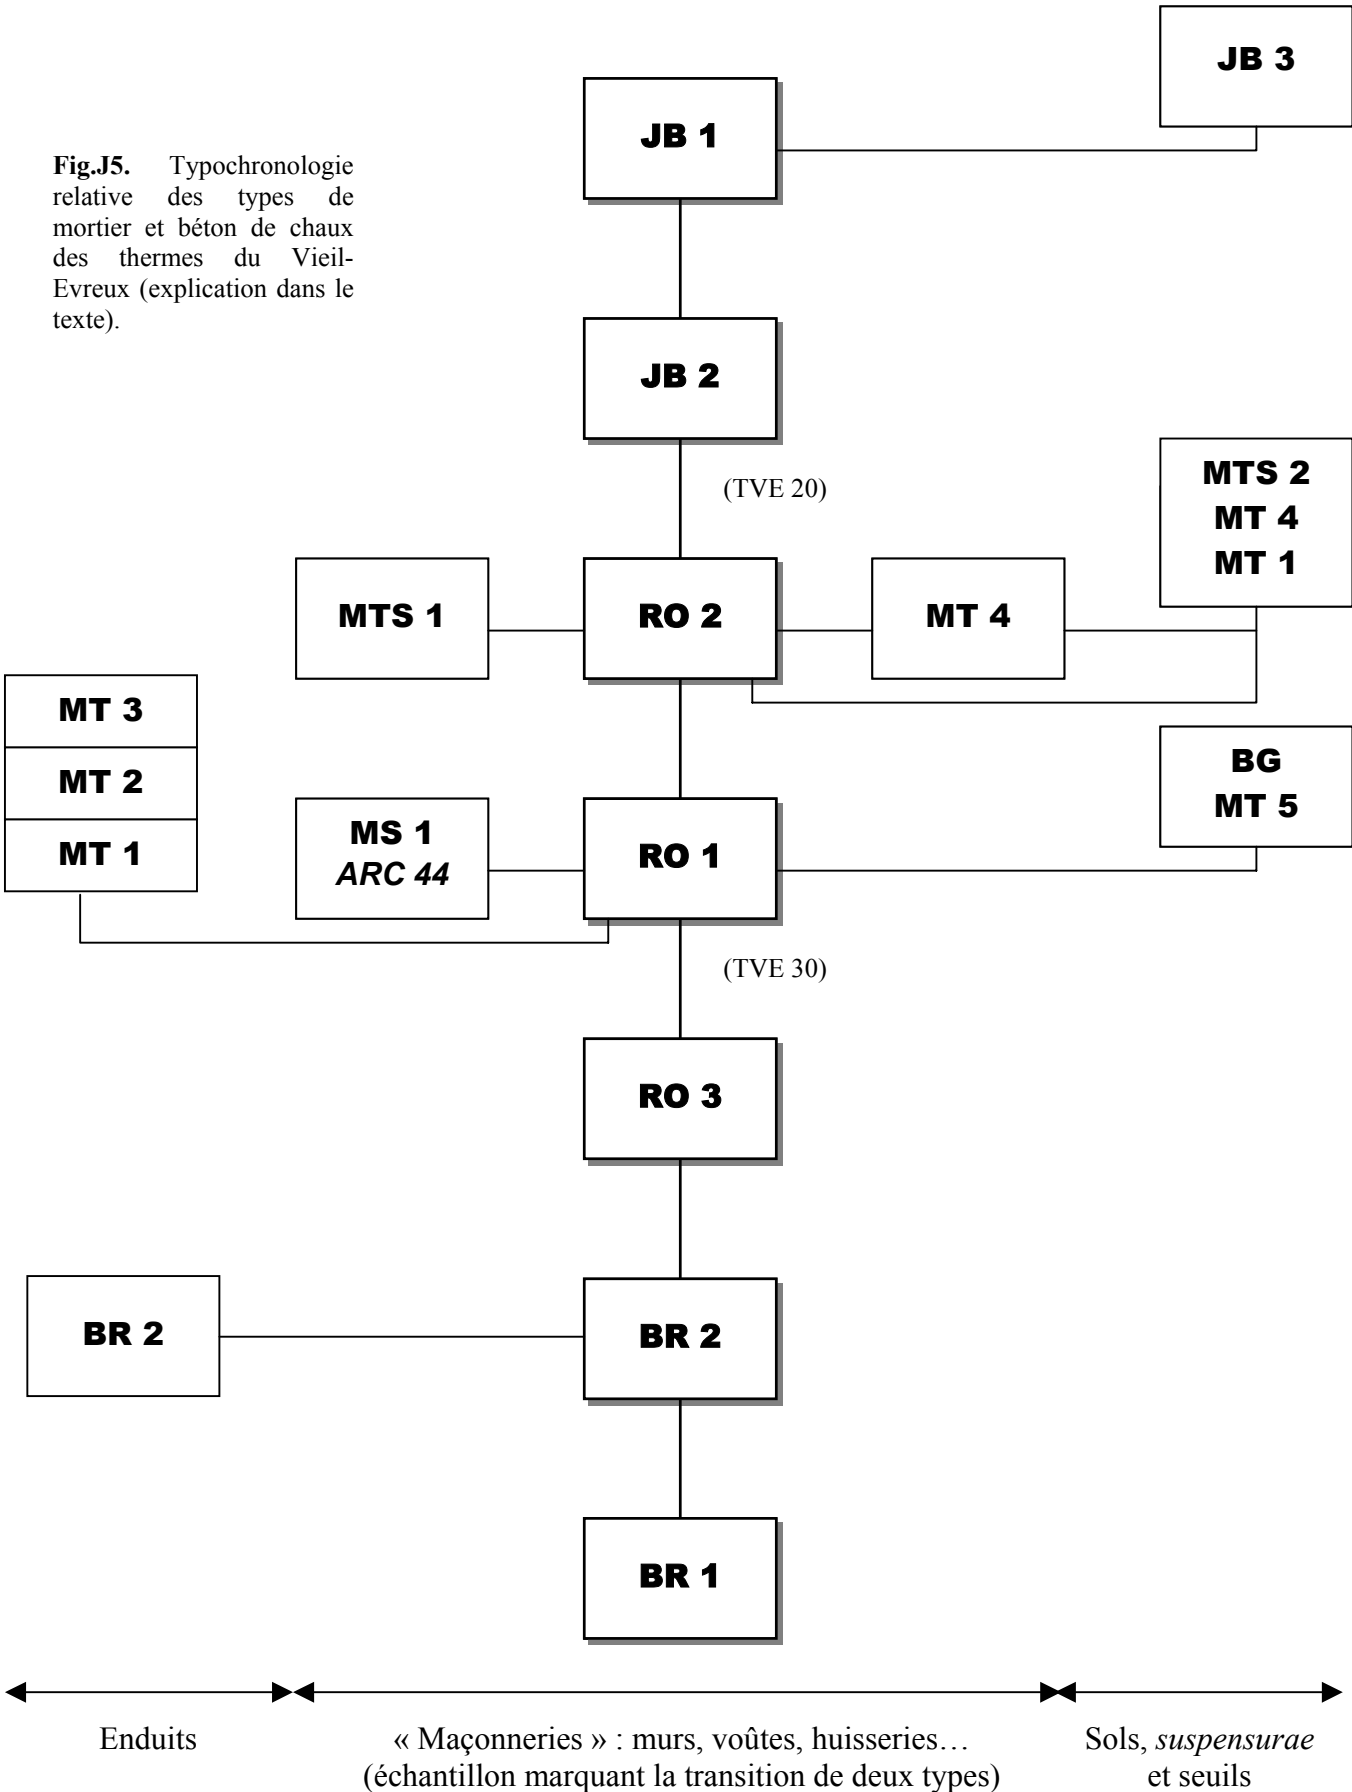 JB 3
JB 1
Fig.J5. Typochronologie
relative des types de
mortier et béton de chaux
des thermes du Vieil-
Evreux (explication dans le
texte).
JB 2
(TVE 20)
MTS 2
MT 4
MT 1
MTS 1
RO 2
MT 4
MT 3
MT 2
MT 1
BG
MT 5
MS 1
ARC 44
RO 1
(TVE 30)
RO 3
BR 2
BR 2
BR 1
Enduits
« Maçonneries » : murs, voûtes, huisseries…
(échantillon marquant la transition de deux types)
Sols, suspensurae
et seuils